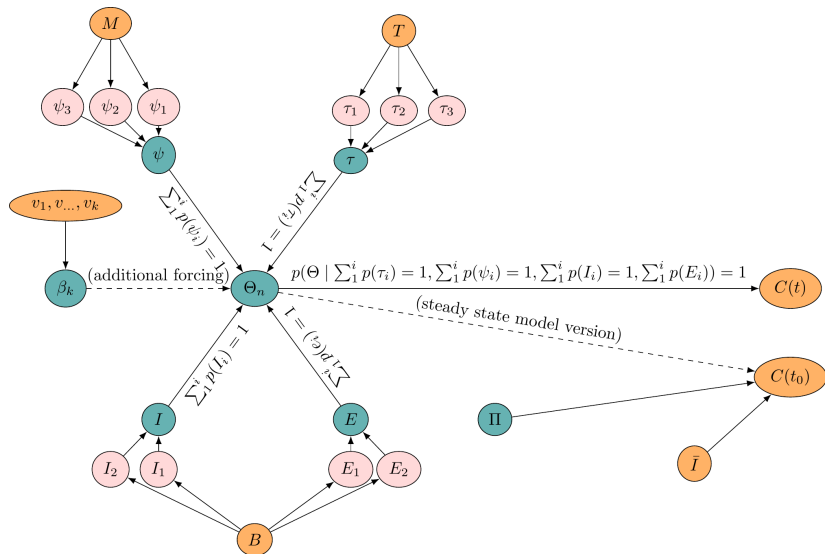 M
T
ψ₃
ψ₂
ψ₁
τ₁
τ₂
τ₃
ψ
τ
∑₁ⁱ p(ψᵢ) = 1
∑₁ⁱ p(τᵢ) = 1
v₁, v..., vₖ
(additional forcing)
p(Θ | ∑₁ⁱ p(τᵢ) = 1, ∑₁ⁱ p(ψᵢ) = 1, ∑₁ⁱ p(Iᵢ) = 1, ∑₁ⁱ p(Eᵢ)) = 1
βₖ
Θₙ
C(t)
(steady state model version)
∑₁ⁱ p(Iᵢ) = 1
∑₁ⁱ p(eᵢ) = 1
C(t₀)
I
E
Π
I₂
I₁
E₁
E₂
Ī
B